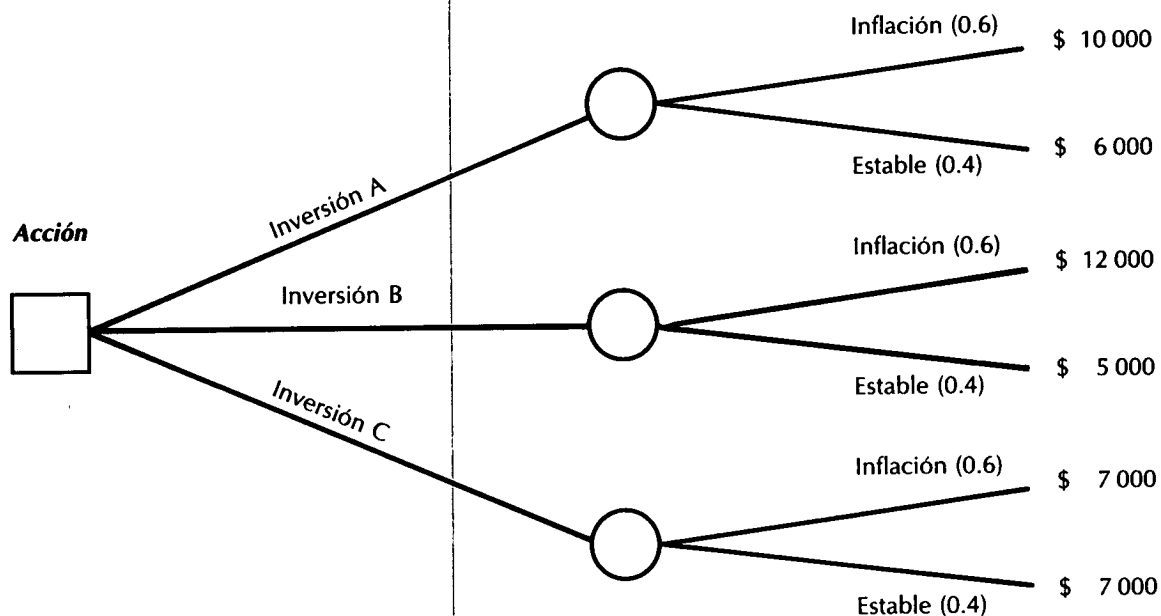 Inflación (0.6)
$ 10 000
$ 6 000
Estable (0.4)
Inversión A
Acción
Inflación (0.6)
$ 12 000
Inversión B
$ 5 000
Estable (0.4)
Inversión C
Inflación (0.6)
$ 7 000
$ 7 000
Estable (0.4)